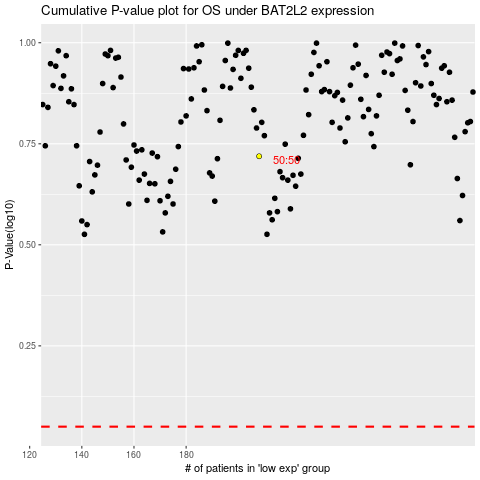 Cumulative P-value plot for OS under BAT2L2 expression
P-Value(log10)
1.00
0.75
0.50
0.25
50:50
120 140 160 180
# of patients in 'low exp' group